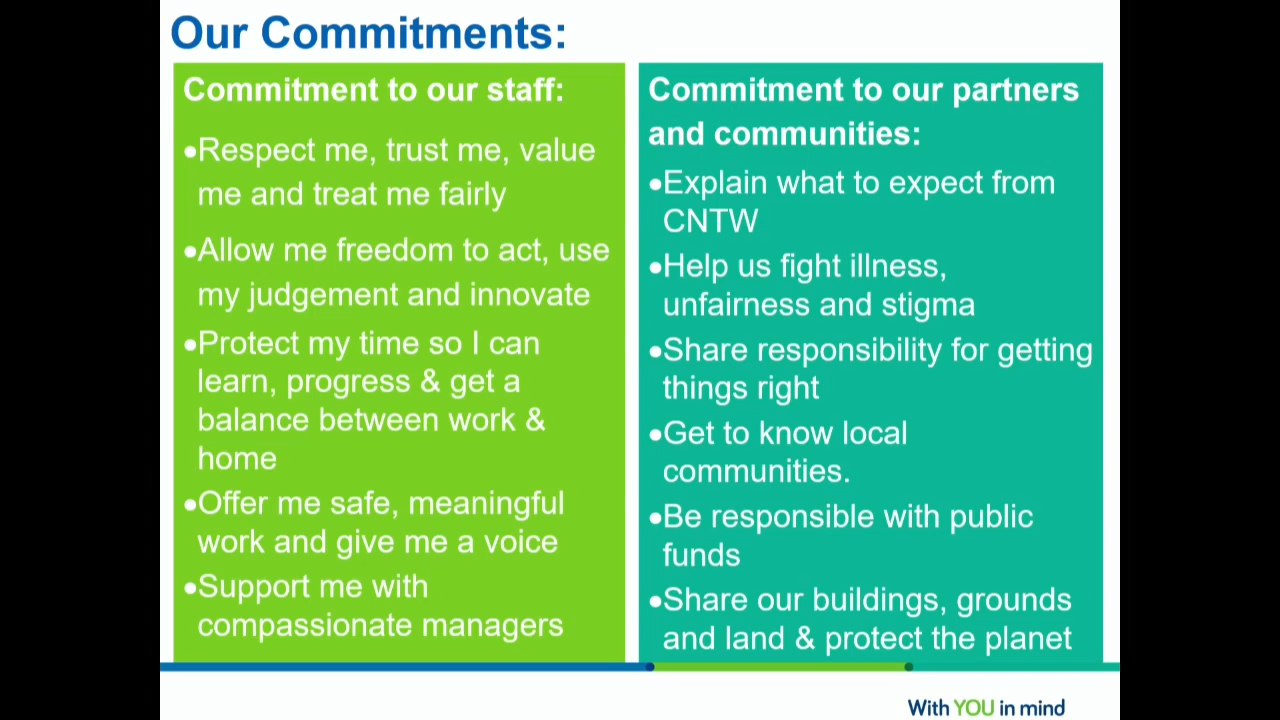 Our Commitments:
Commitment to our staff:
•Respect me, trust me, value
me and treat me fairly
•Allow me freedom to act, use
my judgement and innovate
•Protect my time so I can
learn, progress & get a
balance between work &
home
•Offer me safe, meaningful
work and give me a voice
•Support me with
compassionate managers
Commitment to our partners
and communities:
•Explain what to expect from
CNTW
•Help us fight illness,
unfairness and stigma
•Share responsibility for getting
things right
•Get to know local
communities.
•Be responsible with public
funds
•Share our buildings, grounds
and land & protect the planet
With YOU in mind